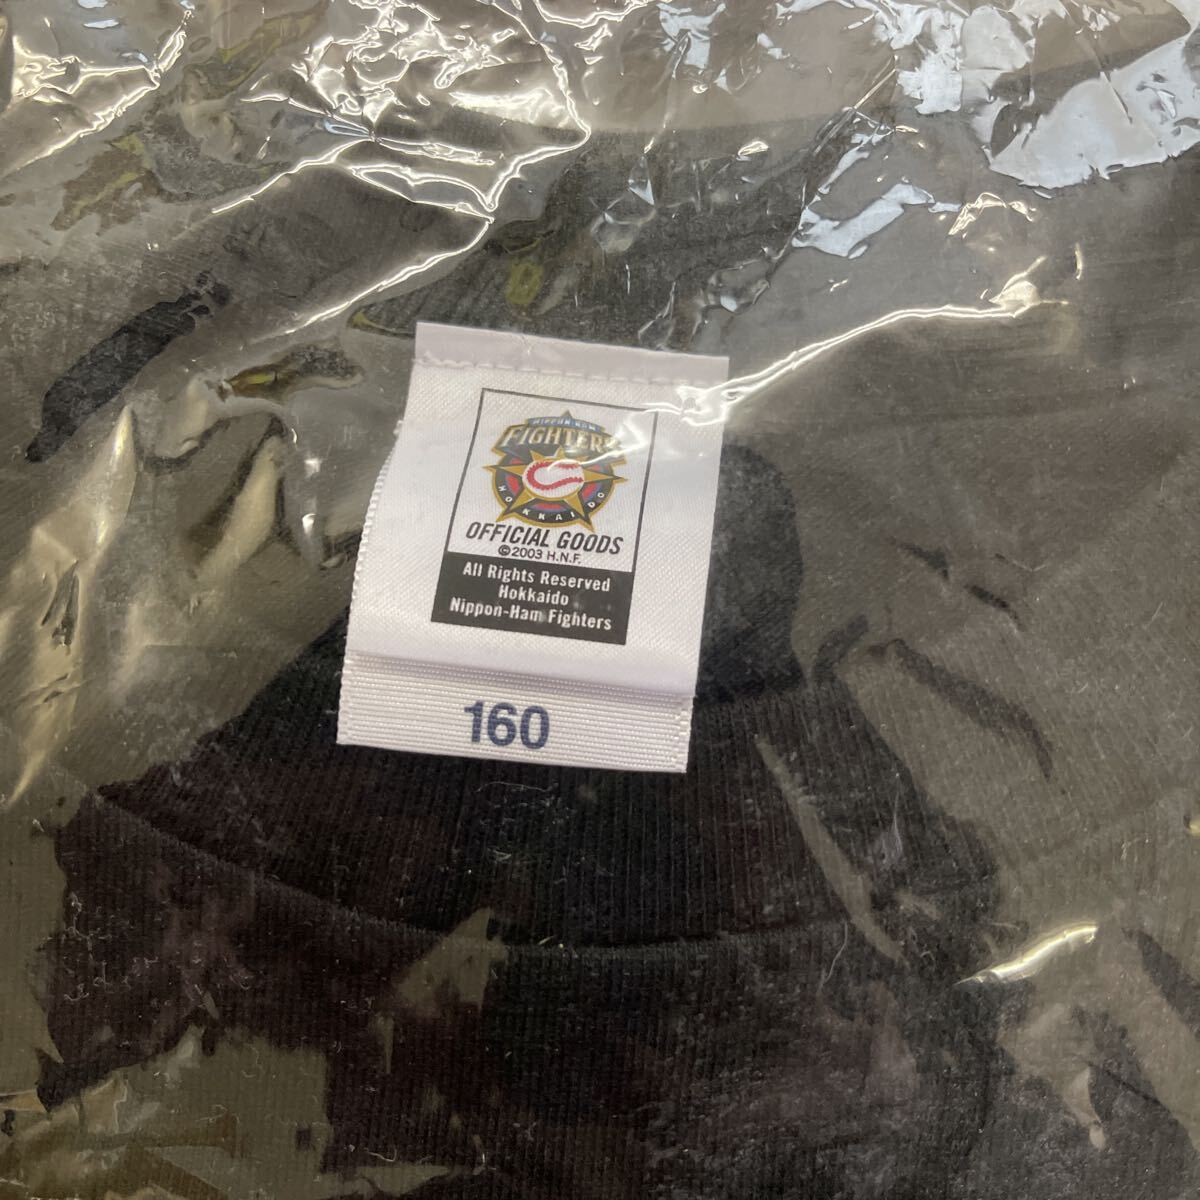 NIPPON-HAM
FIGHTERS
HOKKAIDO
OFFICIAL GOODS
©2003 H.N.F.
All Rights Reserved
Hokkaido
Nippon-Ham Fighters
160